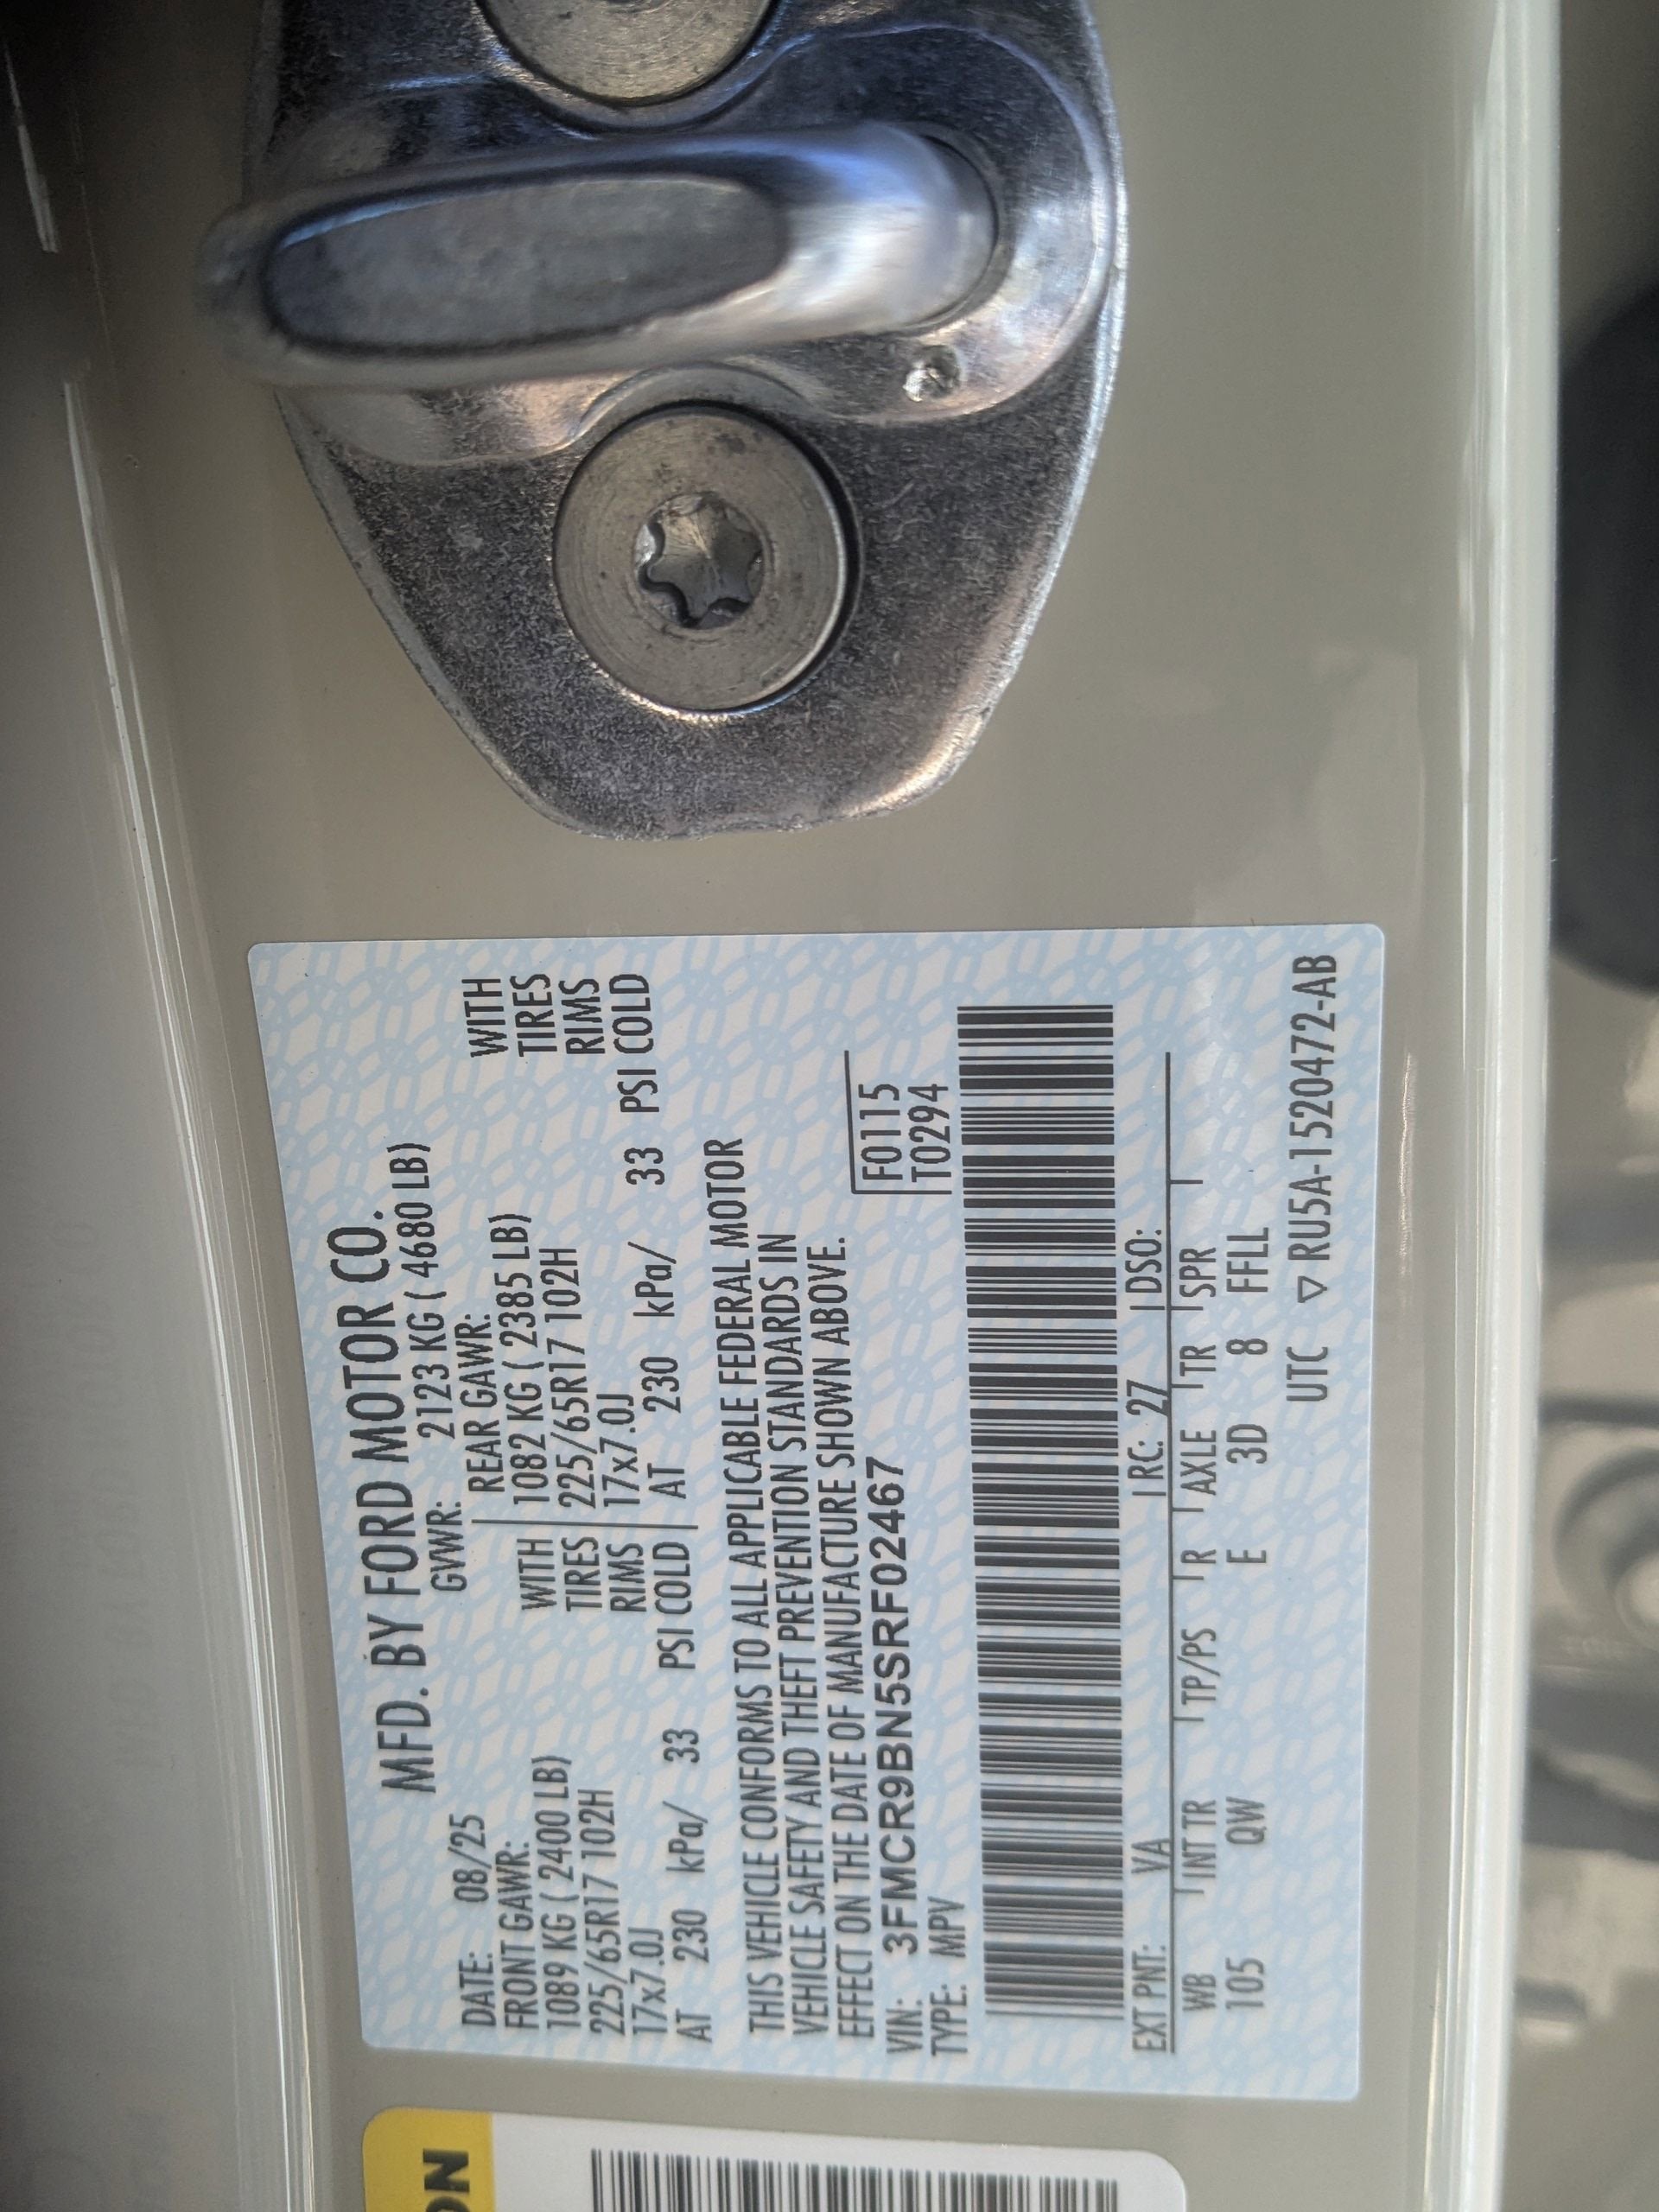 MFD. BY FORD MOTOR CO.
DATE: 08/25 GVWR: 2123 KG ( 4680 LB)
FRONT GAWR: REAR GAWR:
1089 KG ( 2400 LB) WITH 1082 KG ( 2385 LB) WITH
225/65R17 102H TIRES 225/65R17 102H TIRES
17x7.0J RIMS 17x7.0J RIMS
AT 230 kPa/ 33 PSI COLD AT 230 kPa/ 33 PSI COLD
THIS VEHICLE CONFORMS TO ALL APPLICABLE FEDERAL MOTOR
VEHICLE SAFETY AND THEFT PREVENTION STANDARDS IN
EFFECT ON THE DATE OF MANUFACTURE SHOWN ABOVE.
VIN: 3FMCR9BN5SRF02467 F0115
TYPE: MPV T0294
EXT PNT: VA RC: 27 DSO:
WB INT TR TP/PS R AXLE TR SPR
105 QW E 3D 8 FFLL
UTC ▽ RU5A-1520472-AB